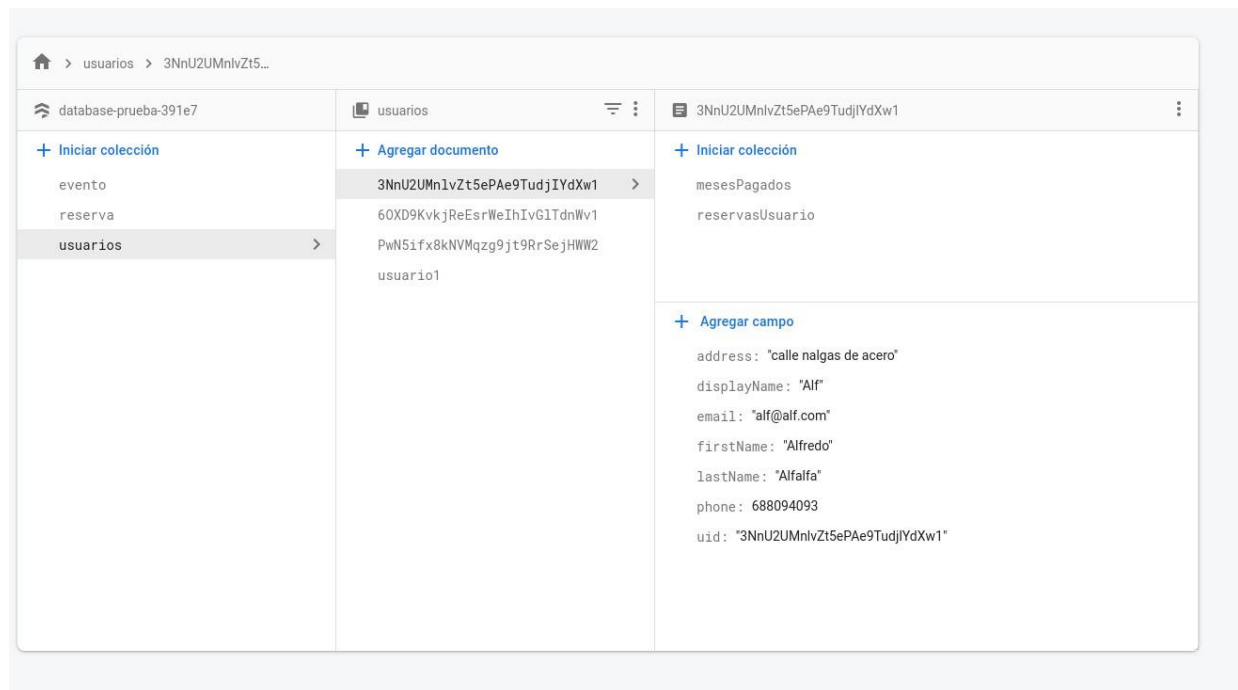 usuarios > 3NnU2UMnlvZt5...
database-prueba-391e7
usuarios
3NnU2UMnlvZt5ePAe9TudjIYdXw1
+ Iniciar colección
+ Agregar documento
+ Iniciar colección
evento
reserva
usuarios
3NnU2UMnlvZt5ePAe9TudjIYdXw1
6OXD9KvkjReEsrWeIhIvGlTdnWv1
PwN5ifx8kNVMqzg9jt9RrSejHWW2
usuario1
mesesPagados
reservasUsuario
+ Agregar campo
address: "calle nalgas de acero"
displayName: "Alf"
email: "alf@alf.com"
firstName: "Alfredo"
lastName: "Alfalfa"
phone: 688094093
uid: "3NnU2UMnlvZt5ePAe9TudjIYdXw1"